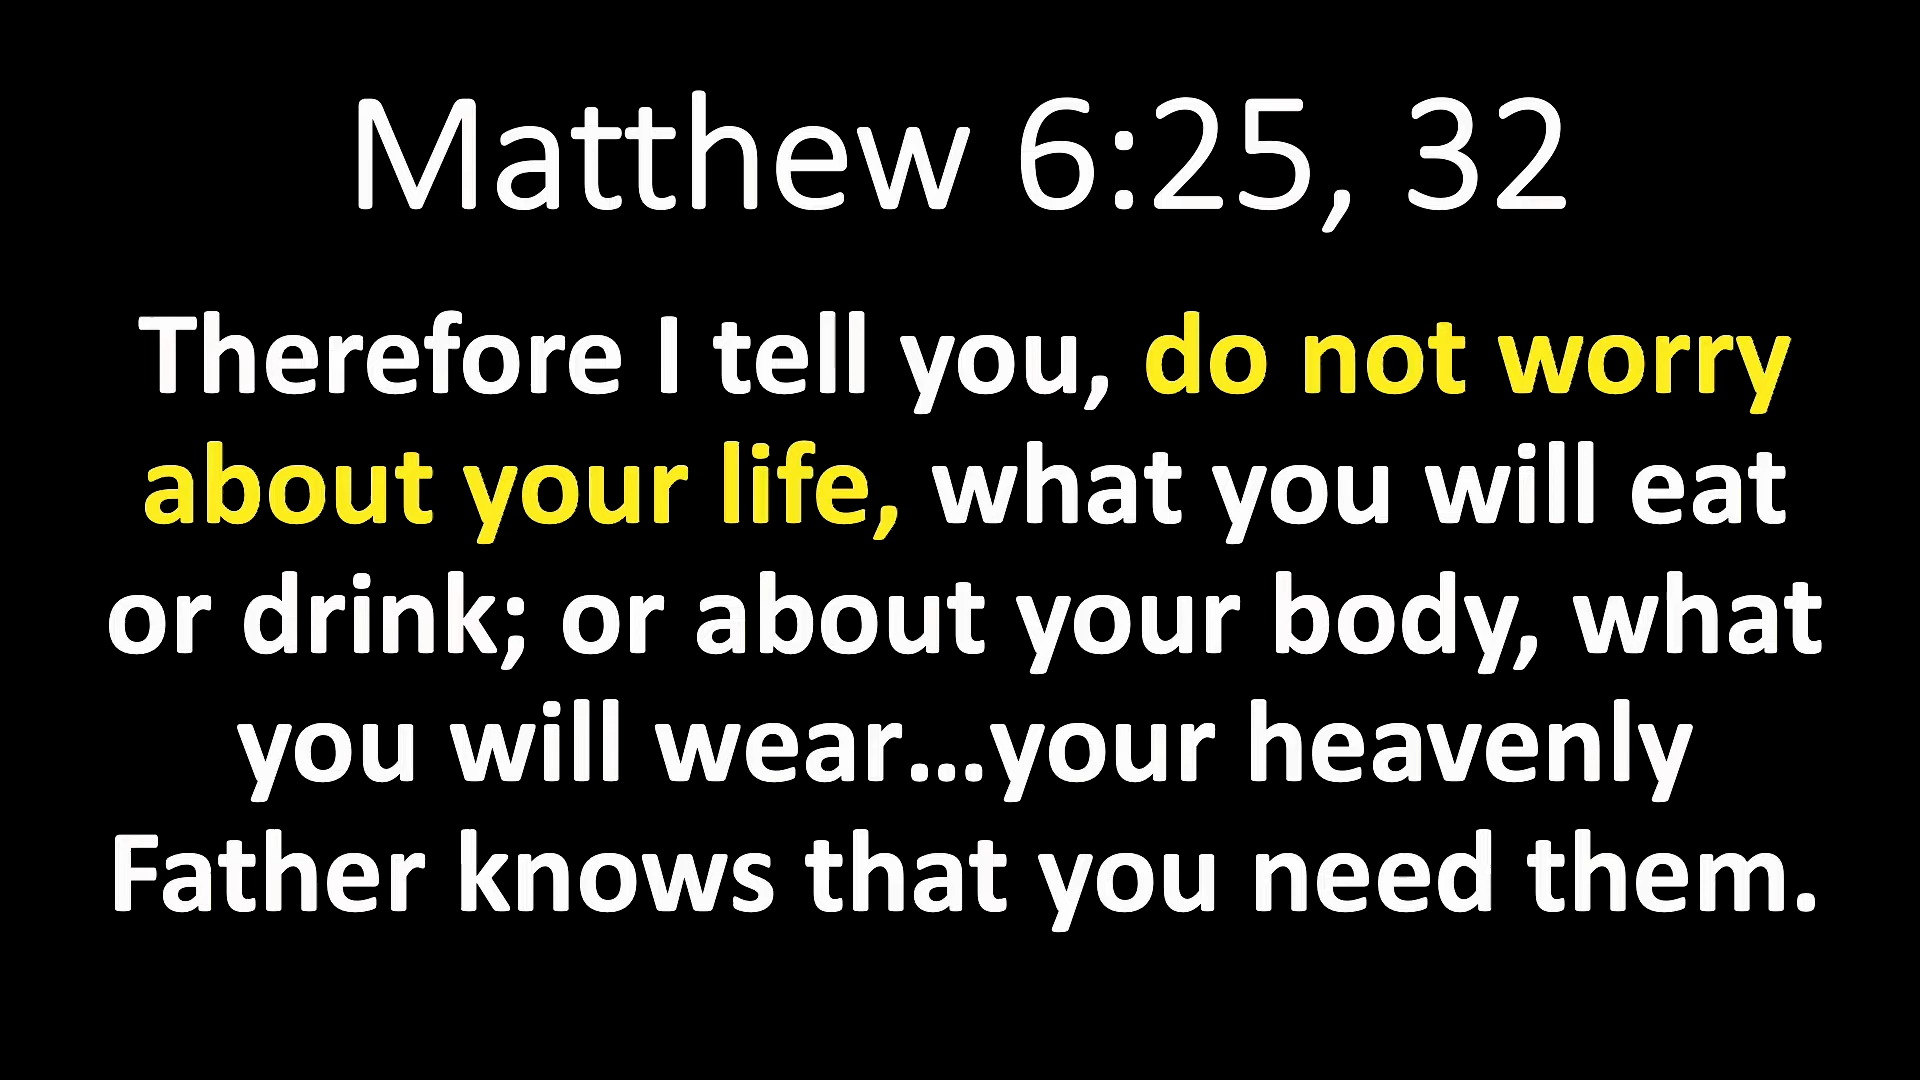 Matthew 6:25, 32
Therefore I tell you, do not worry
about your life, what you will eat
or drink; or about your body, what
you will wear...your heavenly
Father knows that you need them.